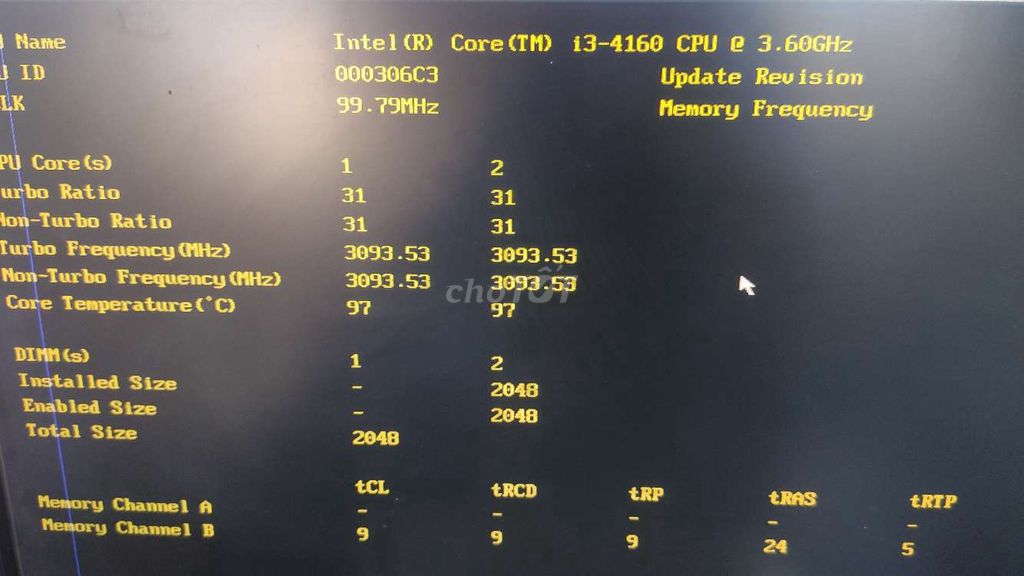 Name Intel(R) Core(TM) i3-4160 CPU @ 3.60GHz
ID 000306C3 Update Revision
LK 99.79MHz Memory Frequency
PU Core(s) 1 2
urbo Ratio 31 31
Non-Turbo Ratio 31 31
Turbo Frequency(MHz) 3093.53 3093.53
Non-Turbo Frequency(MHz) 3093.53 3093.53
Core Temperature(°C) 97 97
chợTỐT
DIMM(s) 1 2
Installed Size - 2048
Enabled Size - 2048
Total Size 2048
tCL tRCD tRP tRAS tRTP
Memory Channel A - - - - -
Memory Channel B 9 9 9 24 5